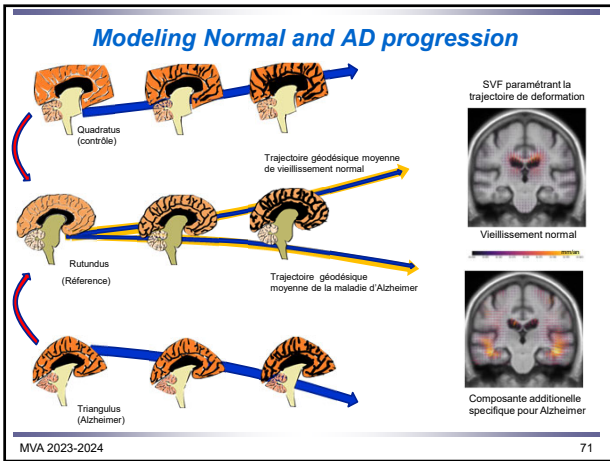 Modeling Normal and AD progression
Quadratus
(contrôle)
Trajectoire géodésique moyenne
de vieillissement normal
Rutundus
(Réference)
Trajectoire géodésique
moyenne de la maladie d'Alzheimer
Triangulus
(Alzheimer)
SVF paramétrant la
trajectoire de deformation
Vieillissement normal
mm/an
Composante additionelle
specifique pour Alzheimer
MVA 2023-2024
71